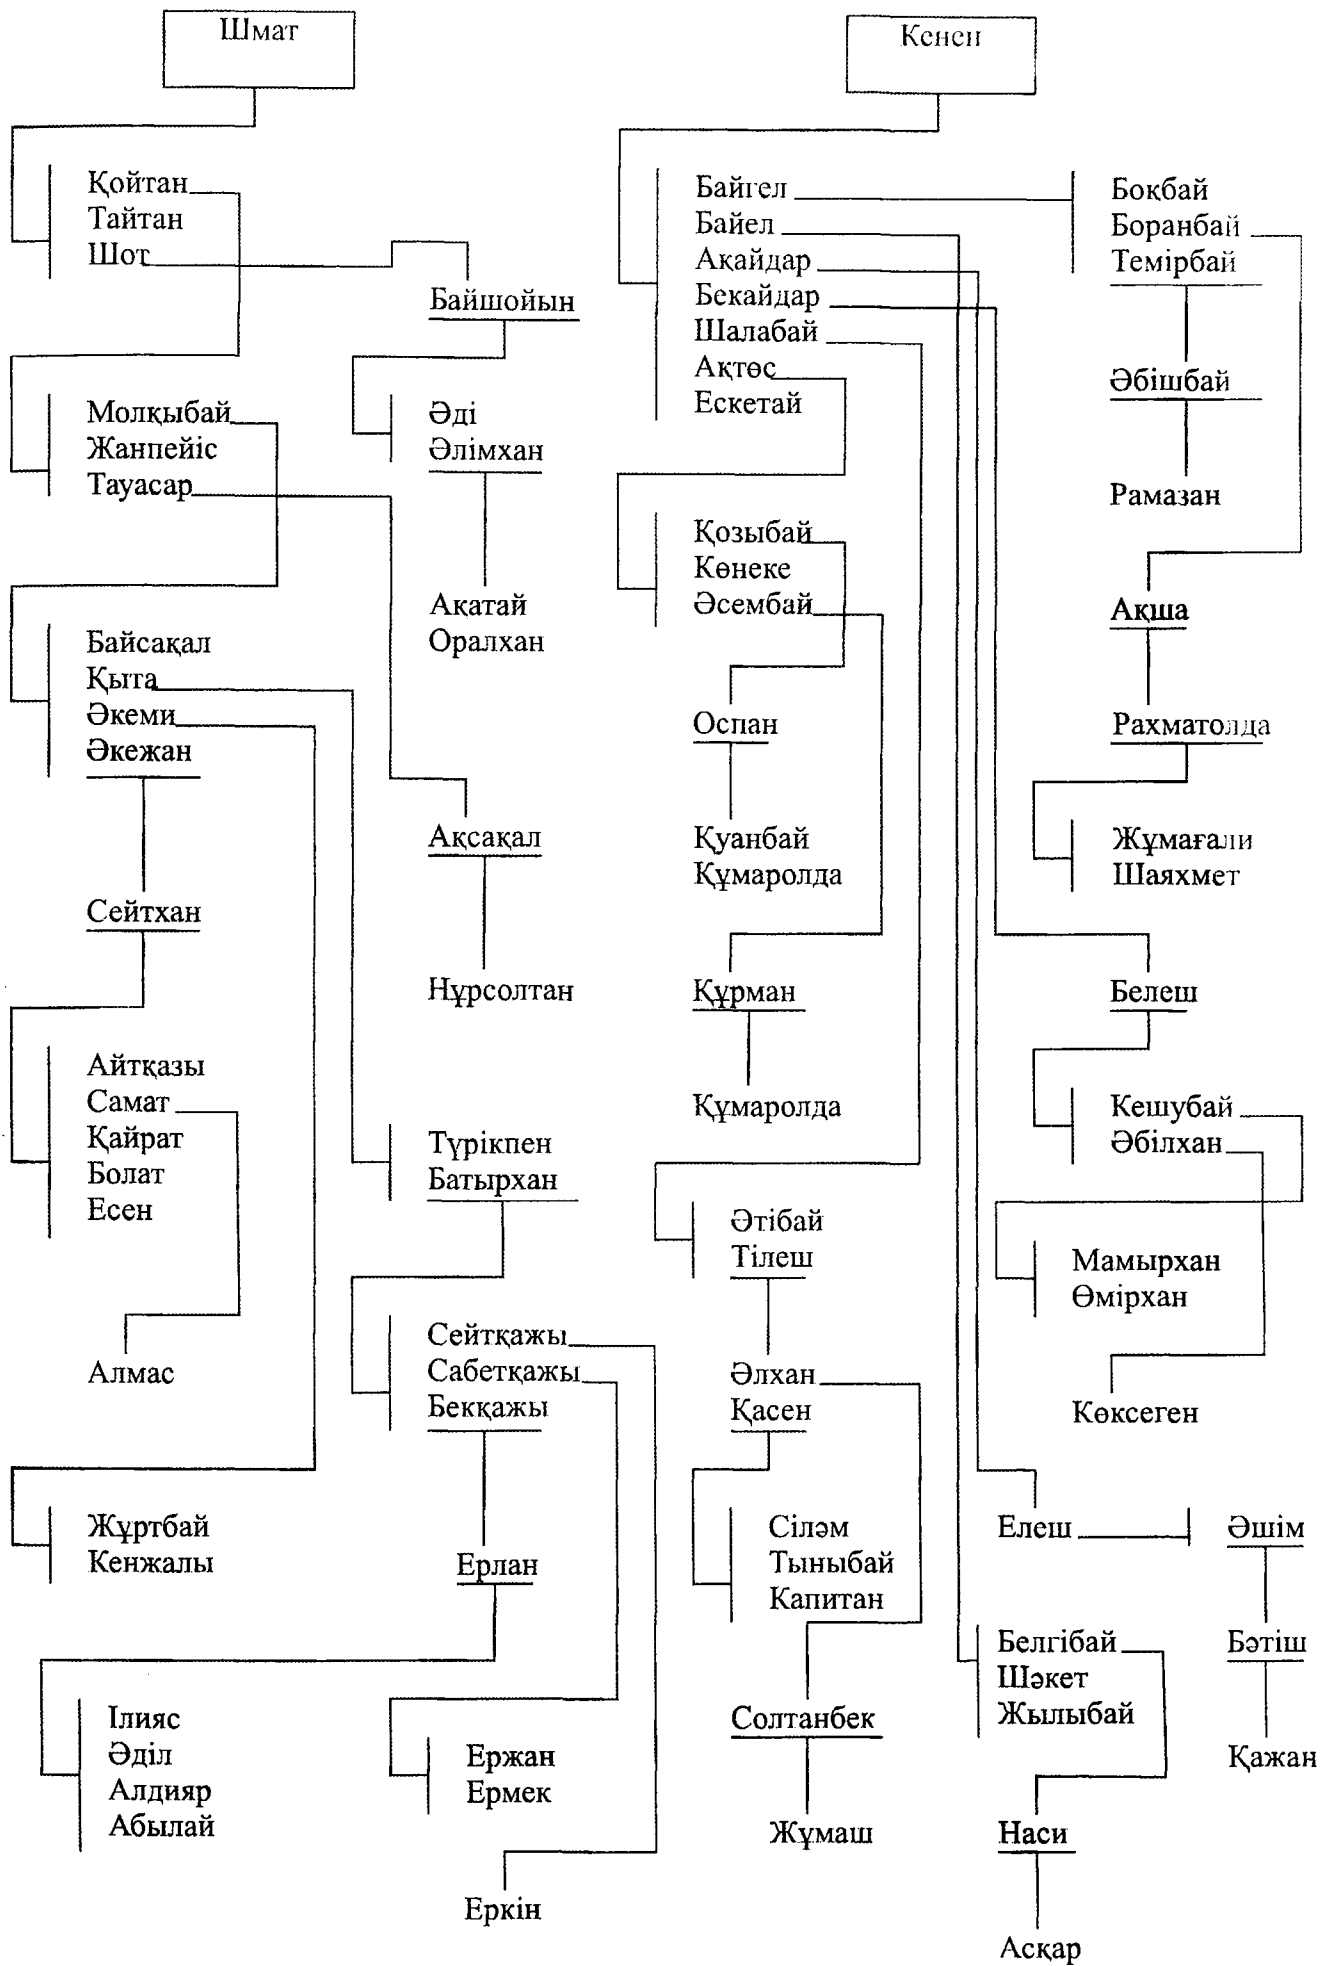 Шмат
Қойтан
Тайтан
Шот
Байшойын
Молқыбай
Жанпейіс
Тауасар
Әді
Әлімхан
Ақатай
Оралхан
Байсақал
Қыта
Әкеми
Әкежан
Ақсақал
Нұрсолтан
Сейтхан
Айтқазы
Самат
Қайрат
Болат
Есен
Түрікпен
Батырхан
Алмас
Сейтқажы
Сабетқажы
Бекқажы
Жұртбай
Кенжалы
Ерлан
Ілияс
Әділ
Алдияр
Абылай
Ержан
Ермек
Еркін
Кенен
Байгел
Байел
Ақайдар
Бекайдар
Шалабай
Ақтөс
Ескетай
Боқбай
Боранбай
Темірбай
Әбішбай
Рамазан
Қозыбай
Көнеке
Әсембай
Ақша
Оспан
Рахматолда
Қуанбай
Құмаролда
Жұмағали
Шаяхмет
Құрман
Құмаролда
Белеш
Кешубай
Әбілхан
Әтібай
Тілеш
Мамырхан
Өмірхан
Әлхан
Қасен
Көксеген
Сіләм
Тыныбай
Капитан
Елеш
Әшім
Белгібай
Шәкет
Жылыбай
Бәтіш
Солтанбек
Қажан
Жұмаш
Наси
Асқар